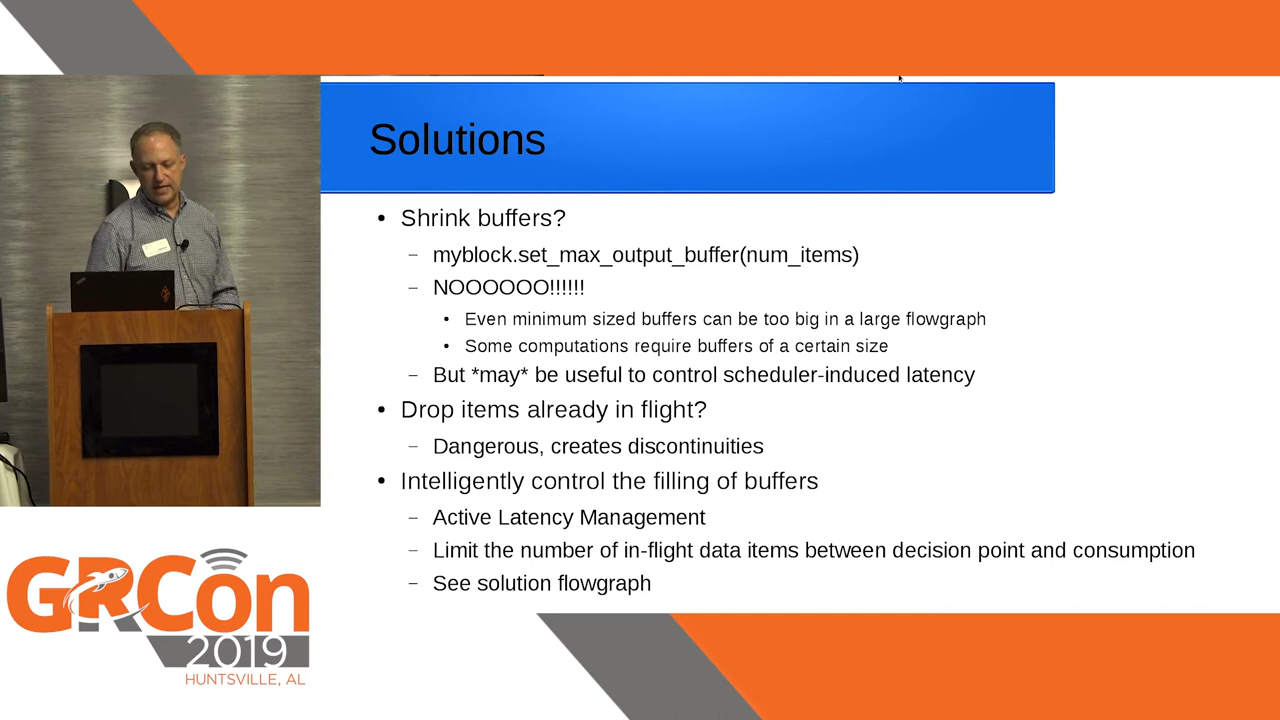 Solutions
• Shrink buffers?
– myblock.set_max_output_buffer(num_items)
– NOOOOOO!!!!!!
• Even minimum sized buffers can be too big in a large flowgraph
• Some computations require buffers of a certain size
– But *may* be useful to control scheduler-induced latency
• Drop items already in flight?
– Dangerous, creates discontinuities
• Intelligently control the filling of buffers
– Active Latency Management
– Limit the number of in-flight data items between decision point and consumption
– See solution flowgraph
GRCon
2019
HUNTSVILLE, AL